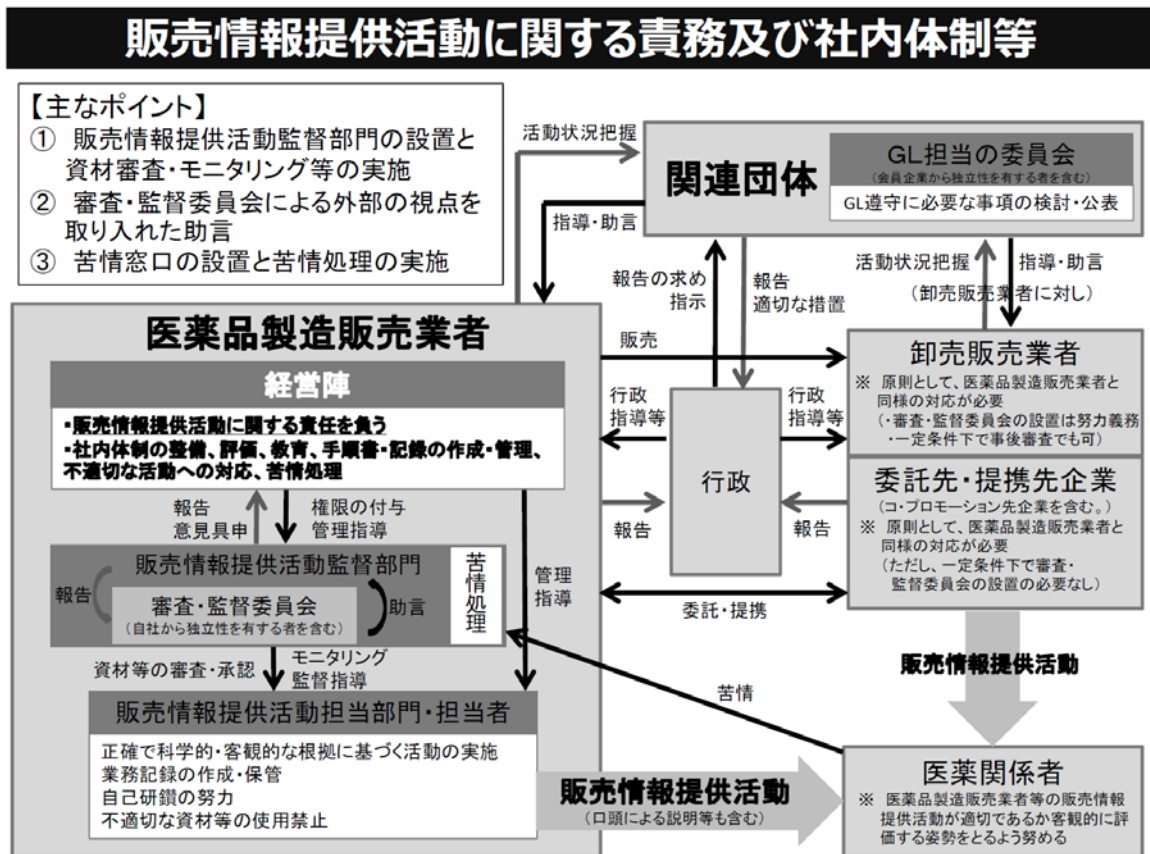 販売情報提供活動に関する責務及び社内体制等
【主なポイント】
① 販売情報提供活動監督部門の設置と
資材審査・モニタリング等の実施
② 審査・監督委員会による外部の視点を
取り入れた助言
③ 苦情窓口の設置と苦情処理の実施
活動状況把握
関連団体
GL担当の委員会
(会員企業から独立性を有する者を含む)
GL遵守に必要な事項の検討・公表
指導・助言
報告の求め
指示
報告
適切な措置
活動状況把握
指導・助言
(卸売販売業者に対し)
医薬品製造販売業者
経営陣
・販売情報提供活動に関する責任を負う
・社内体制の整備、評価、教育、手順書・記録の作成・管理、
不適切な活動への対応、苦情処理
販売
行政
指導等
行政
指導等
行政
報告
報告
委託・提携
卸売販売業者
※ 原則として、医薬品製造販売業者と
同様の対応が必要
(・審査・監督委員会の設置は努力義務
・一定条件下で事後審査でも可)
委託先・提携先企業
(コ・プロモーション先企業を含む。)
※ 原則として、医薬品製造販売業者と
同様の対応が必要
(ただし、一定条件下で審査・
監督委員会の設置の必要なし)
報告
意見具申
権限の付与
管理指導
販売情報提供活動監督部門
報告
審査・監督委員会
(自社から独立性を有する者を含む)
助言
苦情処理
管理
指導
資材等の審査・承認
モニタリング
監督指導
販売情報提供活動担当部門・担当者
正確で科学的・客観的な根拠に基づく活動の実施
業務記録の作成・保管
自己研鑽の努力
不適切な資材等の使用禁止
苦情
販売情報提供活動
販売情報提供活動
(口頭による説明等も含む)
医薬関係者
※ 医薬品製造販売業者等の販売情報
提供活動が適切であるか客観的に評
価する姿勢をとるよう努める